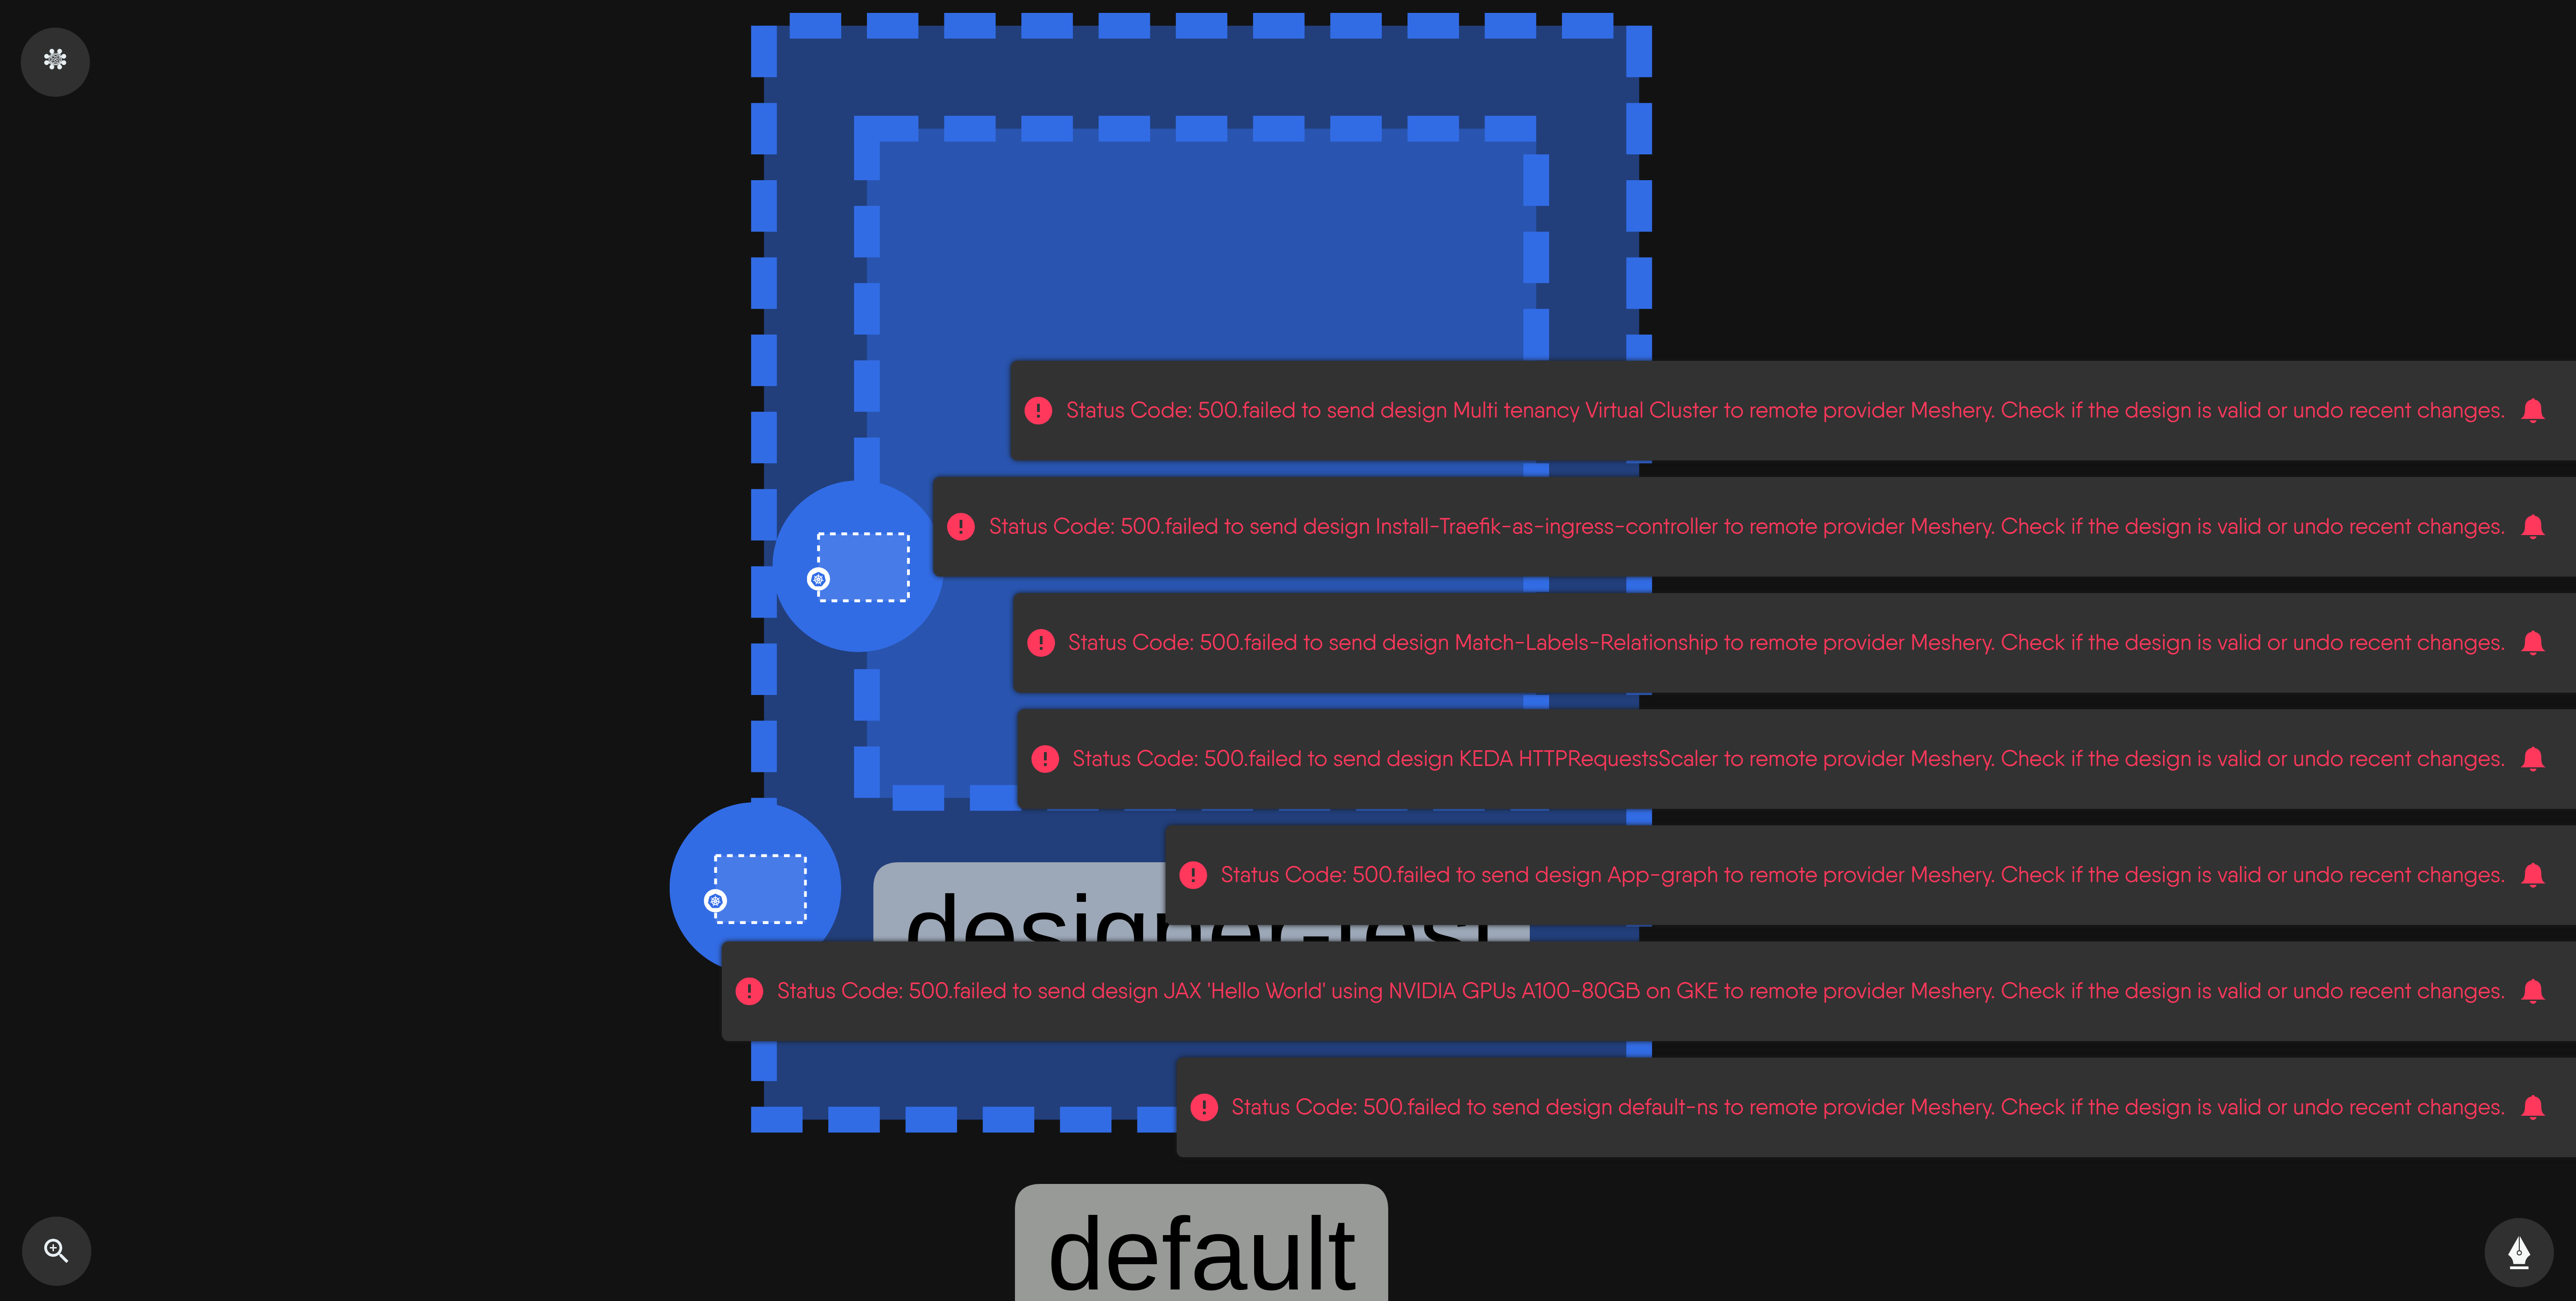 Status Code: 500.failed to send design Multi tenancy Virtual Cluster to remote provider Meshery. Check if the design is valid or undo recent changes.
Status Code: 500.failed to send design Install-Traefik-as-ingress-controller to remote provider Meshery. Check if the design is valid or undo recent changes.
Status Code: 500.failed to send design Match-Labels-Relationship to remote provider Meshery. Check if the design is valid or undo recent changes.
Status Code: 500.failed to send design KEDA HTTPRequestsScaler to remote provider Meshery. Check if the design is valid or undo recent changes.
Status Code: 500.failed to send design App-graph to remote provider Meshery. Check if the design is valid or undo recent changes.
designer-test
Status Code: 500.failed to send design JAX 'Hello World' using NVIDIA GPUs A100-80GB on GKE to remote provider Meshery. Check if the design is valid or undo recent changes.
Status Code: 500.failed to send design default-ns to remote provider Meshery. Check if the design is valid or undo recent changes.
default